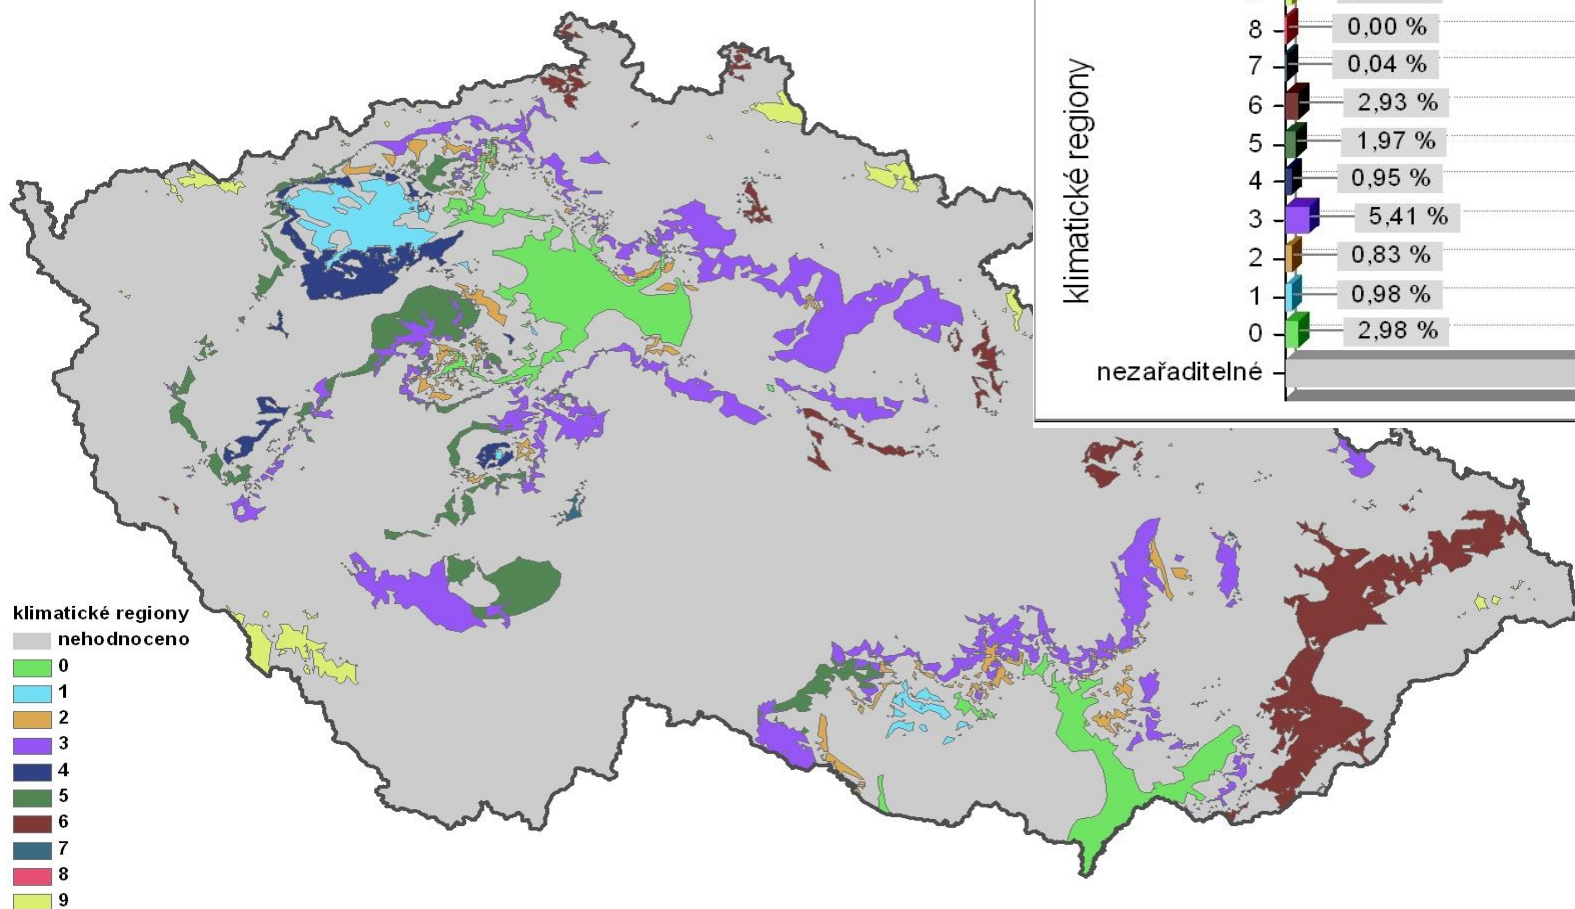 klimatické regiony
8 0,00 %
7 0,04 %
6 2,93 %
5 1,97 %
4 0,95 %
3 5,41 %
2 0,83 %
1 0,98 %
0 2,98 %
nezařaditelné
klimatické regiony
nehodnoceno
0
1
2
3
4
5
6
7
8
9